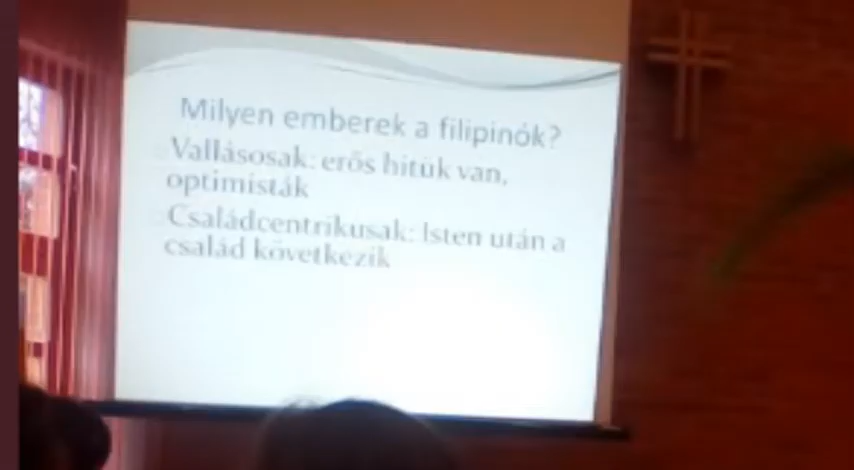 Milyen emberek a filipinók?
Vallásosak: erős hitük van,
optimisták
Családcentrikusak: Isten után a
család következik